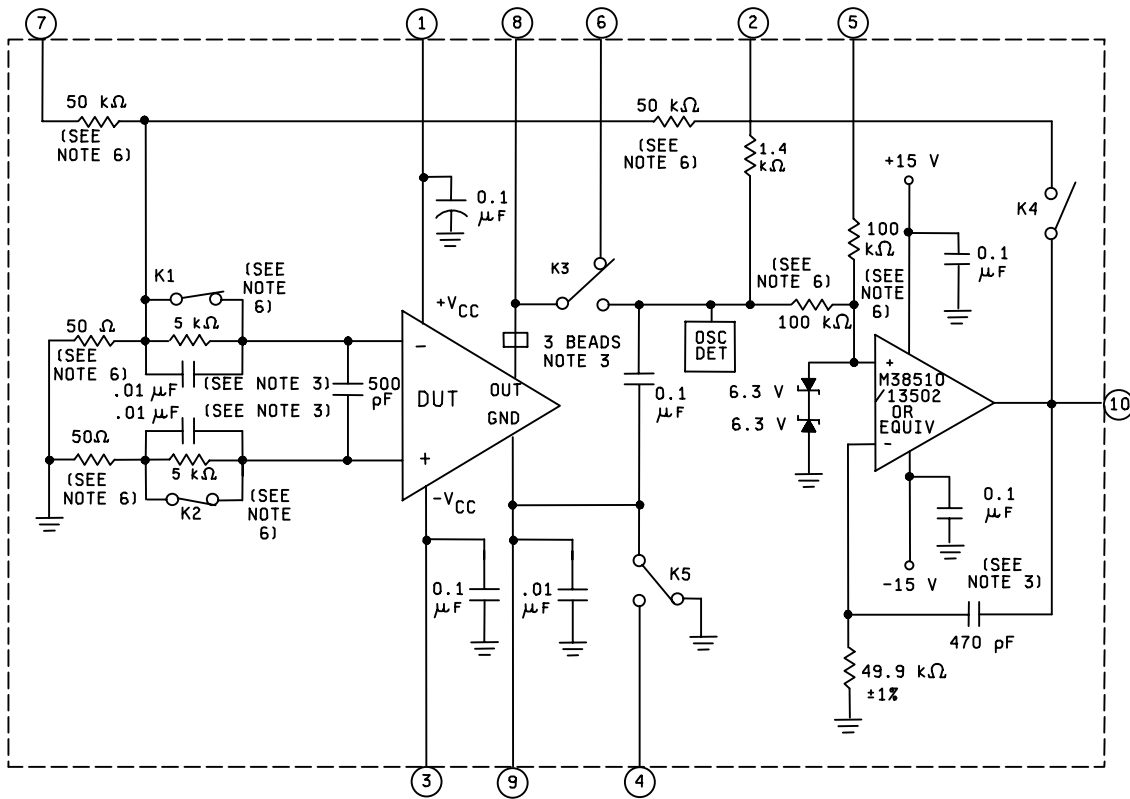 7
1
8
6
2
5
50 kΩ
(SEE
NOTE 6)
50 kΩ
(SEE
NOTE 6)
1.4
kΩ
+15 V
K4
0.1
μF
100
kΩ
0.1
μF
K1
(SEE
NOTE
6)
K3
(SEE
NOTE 6)
(SEE
NOTE
6)
+VCC
50 Ω
5 kΩ
100 kΩ
(SEE
NOTE 6)
OSC
DET
3 BEADS
NOTE 3
.01 μF
(SEE NOTE 3)
.01 μF
(SEE NOTE 3)
500
pF
−
DUT
OUT
GND
+
0.1
μF
6.3 V
6.3 V
+
M38510
/13502
OR
EQUIV
-
10
50Ω
(SEE
NOTE 6)
5 kΩ
K2
(SEE
NOTE
6)
−VCC
0.1
μF
-15 V
(SEE
NOTE 3)
0.1
μF
.01
μF
K5
470 pF
49.9 kΩ
±1%
3
9
4